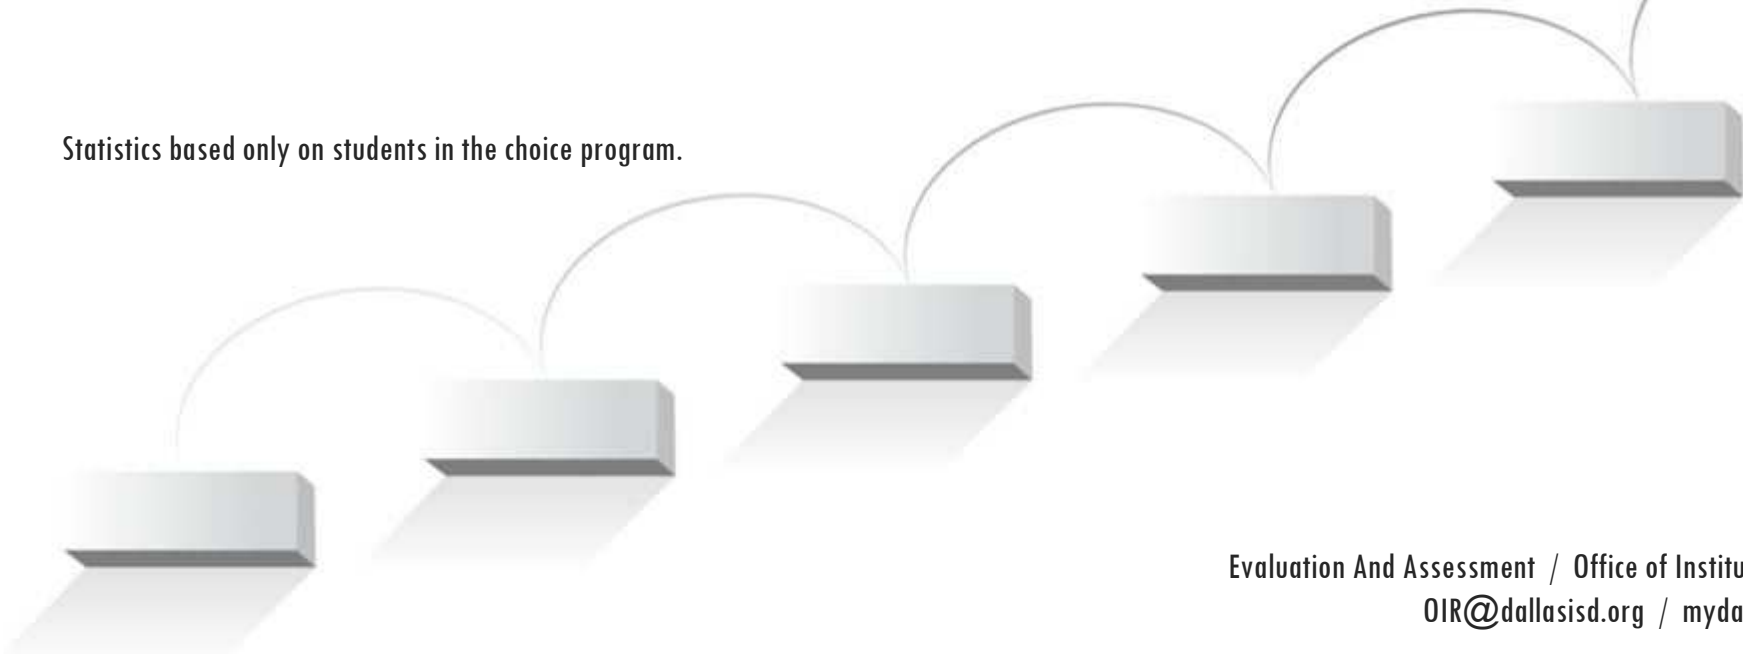 Statistics based only on students in the choice program.
Evaluation And Assessment / Office of Institu
OIR@dallasisd.org / myda